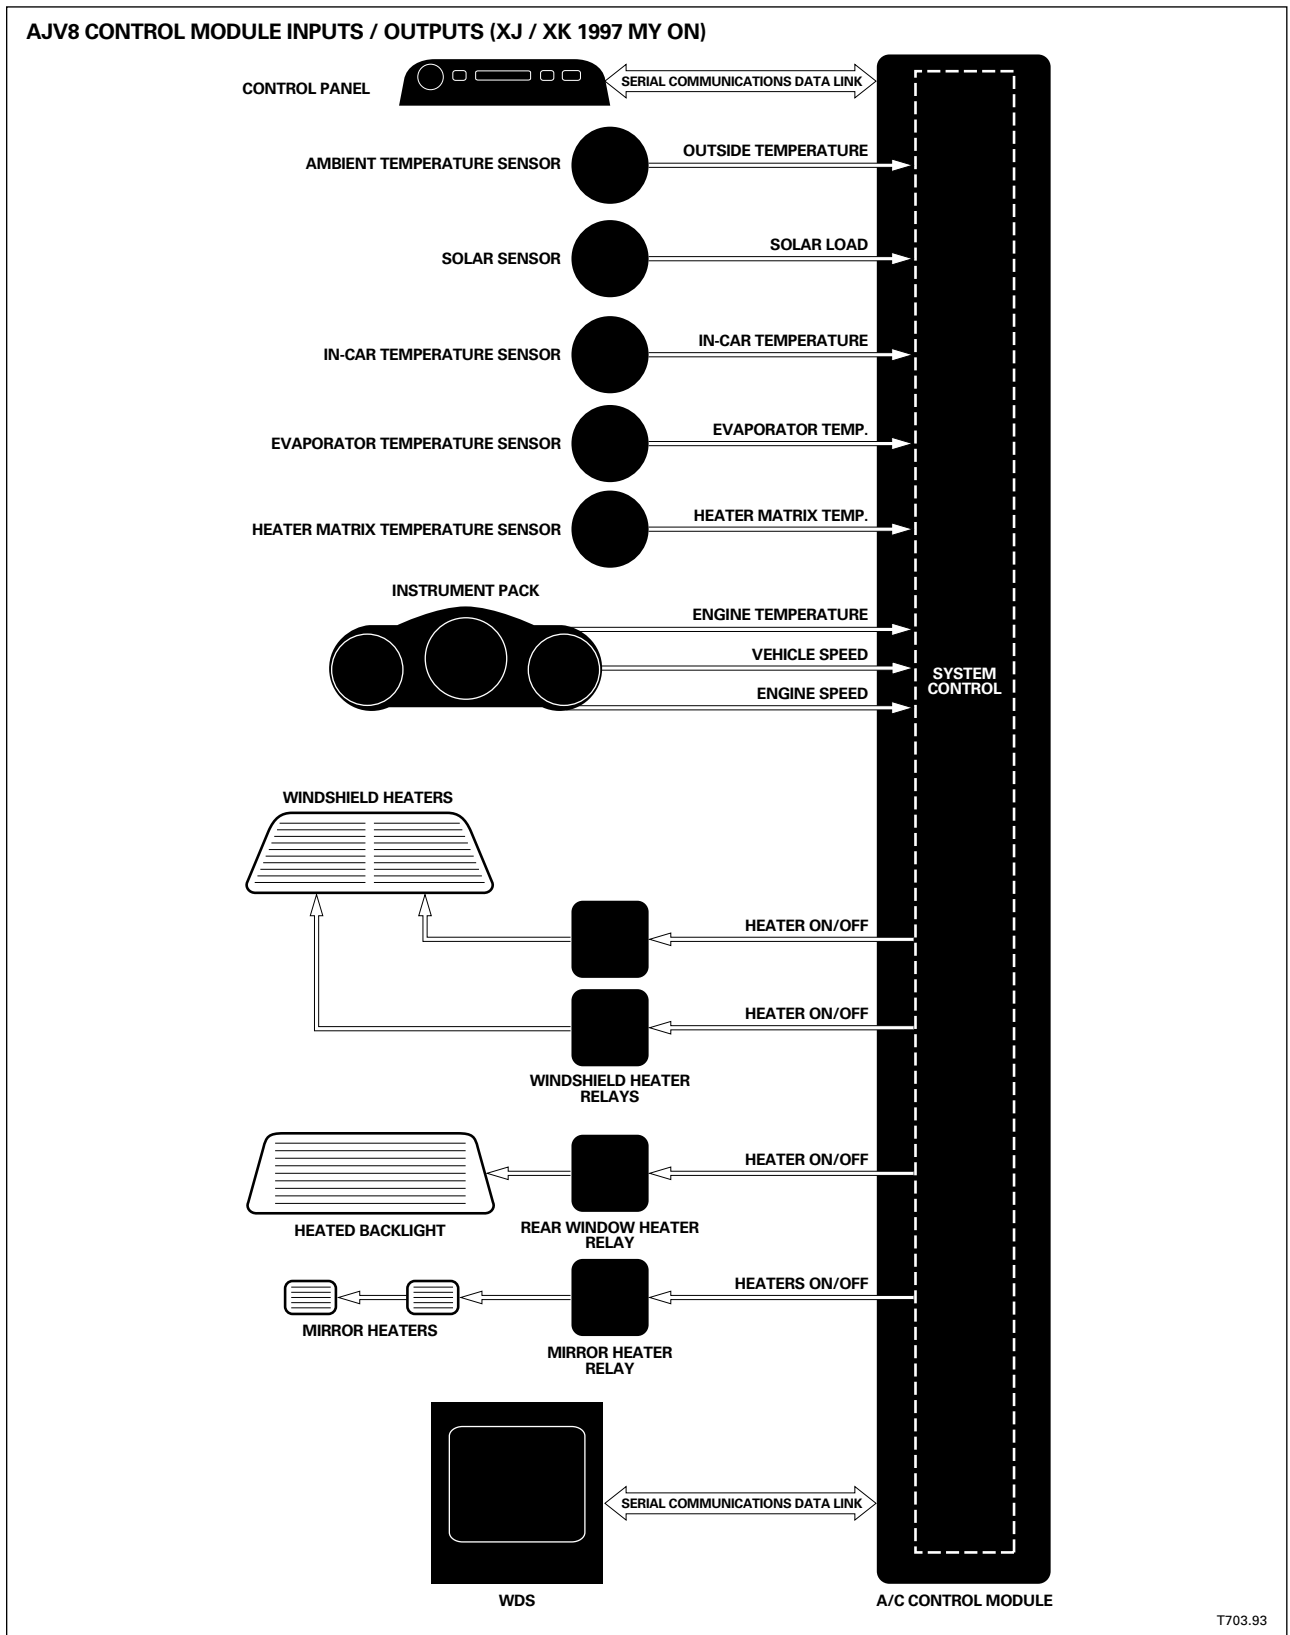 AJV8 CONTROL MODULE INPUTS / OUTPUTS (XJ / XK 1997 MY ON)
CONTROL PANEL
SERIAL COMMUNICATIONS DATA LINK
AMBIENT TEMPERATURE SENSOR
OUTSIDE TEMPERATURE
SOLAR SENSOR
SOLAR LOAD
IN-CAR TEMPERATURE SENSOR
IN-CAR TEMPERATURE
EVAPORATOR TEMPERATURE SENSOR
EVAPORATOR TEMP.
HEATER MATRIX TEMPERATURE SENSOR
HEATER MATRIX TEMP.
INSTRUMENT PACK
ENGINE TEMPERATURE
VEHICLE SPEED
ENGINE SPEED
SYSTEM
CONTROL
WINDSHIELD HEATERS
HEATER ON/OFF
HEATER ON/OFF
WINDSHIELD HEATER
RELAYS
HEATER ON/OFF
HEATED BACKLIGHT
REAR WINDOW HEATER
RELAY
HEATERS ON/OFF
MIRROR HEATERS
MIRROR HEATER
RELAY
SERIAL COMMUNICATIONS DATA LINK
WDS
A/C CONTROL MODULE
T703.93